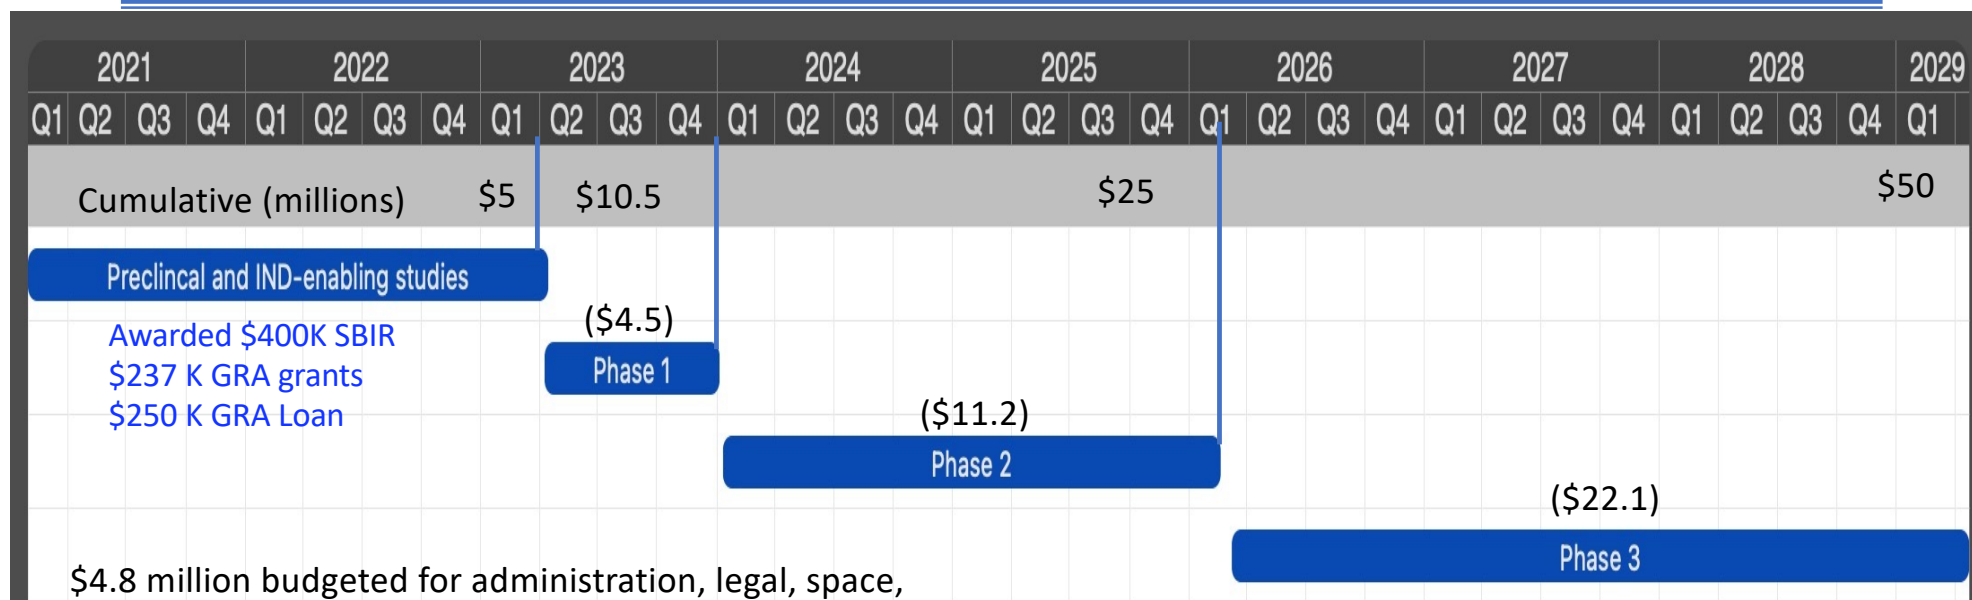 2021 2022 2023 2024 2025 2026 2027 2028 2029
Q1 Q2 Q3 Q4 Q1 Q2 Q3 Q4 Q1 Q2 Q3 Q4 Q1 Q2 Q3 Q4 Q1 Q2 Q3 Q4 Q1 Q2 Q3 Q4 Q1 Q2 Q3 Q4 Q1 Q2 Q3 Q4 Q1
Cumulative (millions) $5 $10.5 $25 $50
Preclincal and IND-enabling studies
Awarded $400K SBIR
$237 K GRA grants
$250 K GRA Loan
($4.5)
Phase 1
($11.2)
Phase 2
($22.1)
Phase 3
$4.8 million budgeted for administration, legal, space,